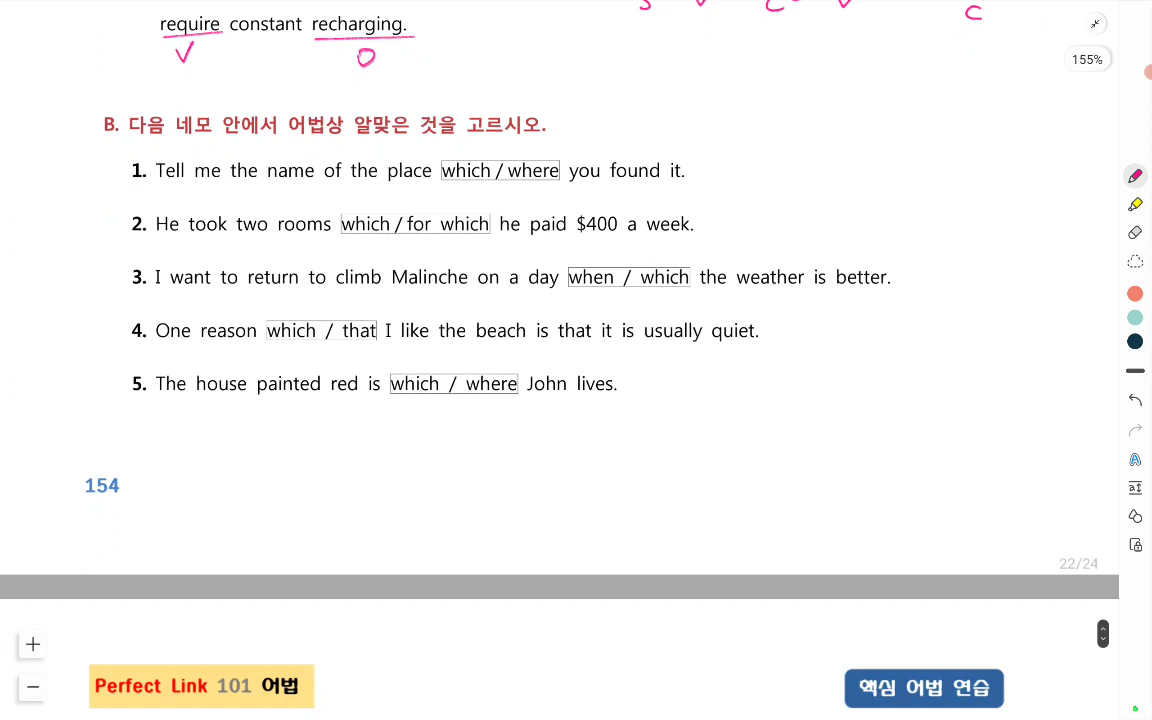 require constant recharging.
V
O
155%
B. 다음 네모 안에서 어법상 알맞은 것을 고르시오.
1. Tell me the name of the place which / where you found it.
2. He took two rooms which / for which he paid $400 a week.
3. I want to return to climb Malinche on a day when / which the weather is better.
4. One reason which / that I like the beach is that it is usually quiet.
5. The house painted red is which / where John lives.
154
22/24
Perfect Link 101 어법
핵심 어법 연습